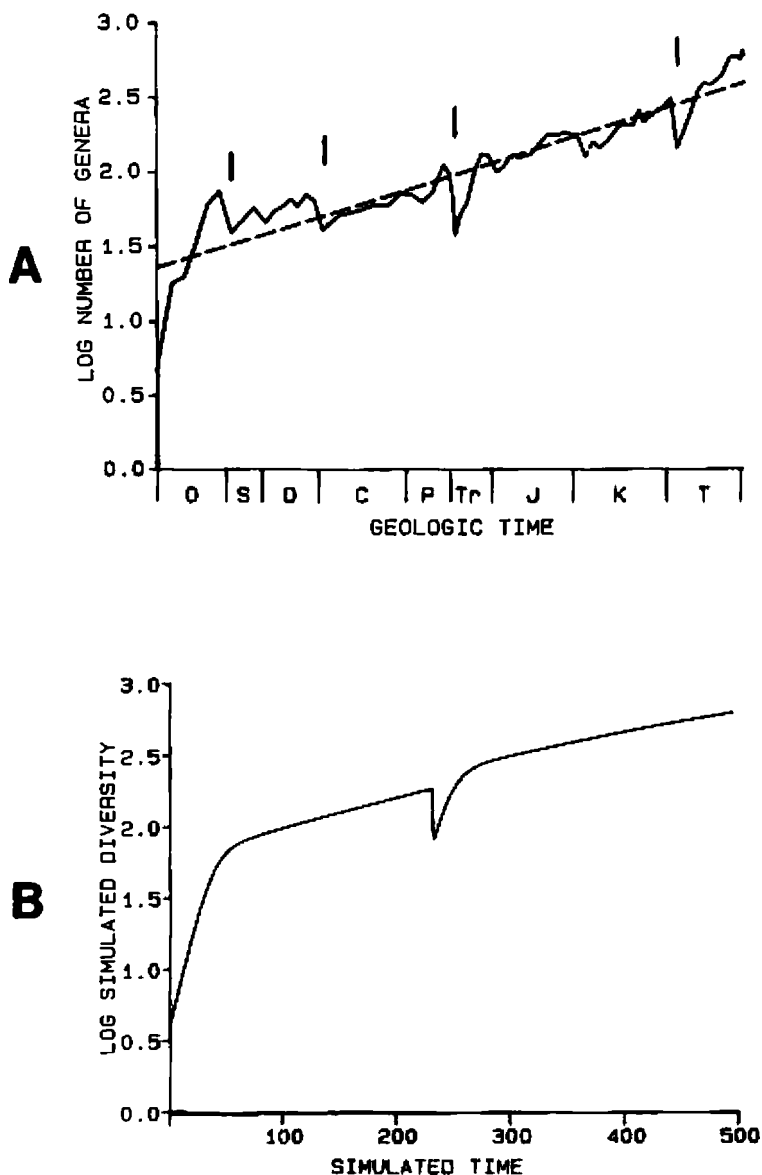 A
LOG NUMBER OF GENERA
3.0
2.5
2.0
1.5
1.0
0.5
0.0
O S D C P Tr J K T
GEOLOGIC TIME
B
LOG SIMULATED DIVERSITY
3.0
2.5
2.0
1.5
1.0
0.5
0.0
100 200 300 400 500
SIMULATED TIME